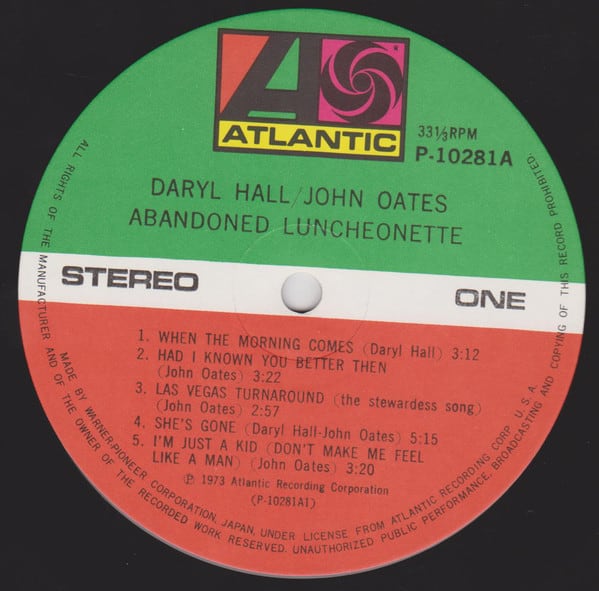 ATLANTIC
33⅓RPM
P-10281A
DARYL HALL/JOHN OATES
ABANDONED LUNCHEONETTE
STEREO
ONE
1. WHEN THE MORNING COMES (Daryl Hall) 3:12
2. HAD I KNOWN YOU BETTER THEN
(John Oates) 3:22
3. LAS VEGAS TURNAROUND (the stewardess song)
(John Oates) 2:57
4. SHE'S GONE (Daryl Hall-John Oates) 5:15
5. I'M JUST A KID (DON'T MAKE ME FEEL
LIKE A MAN) (John Oates) 3:20
℗ 1973 Atlantic Recording Corporation
(P-10281A1)
MADE BY WARNER-PIONEER CORPORATION, JAPAN, UNDER LICENSE FROM ATLANTIC RECORDING CORP. U.S.A.
ALL RIGHTS OF THE MANUFACTURER AND OF THE OWNER OF THE RECORDED WORK RESERVED. UNAUTHORIZED PUBLIC PERFORMANCE, BROADCASTING AND COPYING OF THIS RECORD PROHIBITED.